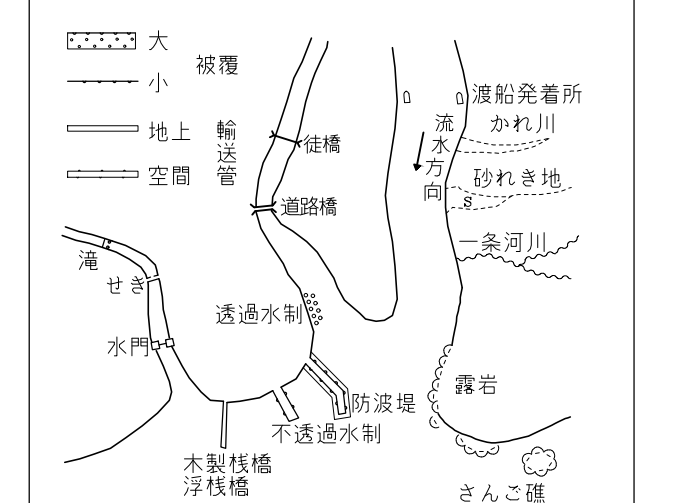 大
被覆
小
地上
輸送管
空間
徒橋
道路橋
渡船発着所
流水方向
かれ川
砂れき地
s
一条河川
滝
せき
透過水制
水門
露岩
防波堤
不透過水制
木製桟橋
浮桟橋
さんご礁